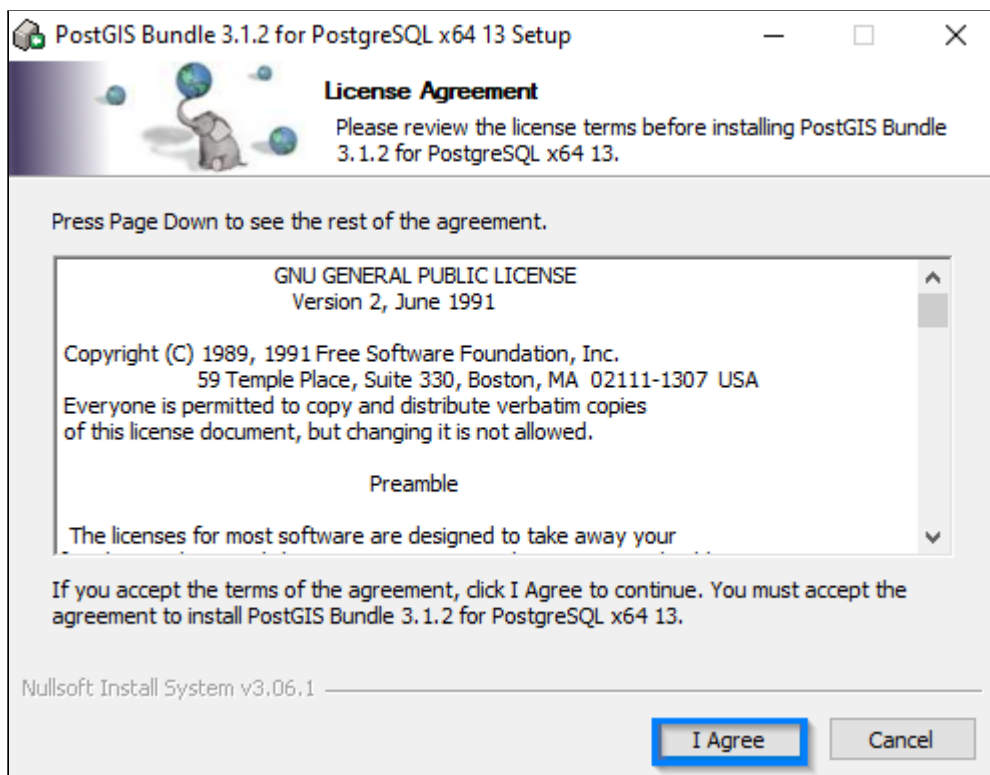 PostGIS Bundle 3.1.2 for PostgreSQL x64 13 Setup
License Agreement
Please review the license terms before installing PostGIS Bundle
3.1.2 for PostgreSQL x64 13.
Press Page Down to see the rest of the agreement.
GNU GENERAL PUBLIC LICENSE
Version 2, June 1991
Copyright (C) 1989, 1991 Free Software Foundation, Inc.
59 Temple Place, Suite 330, Boston, MA 02111-1307 USA
Everyone is permitted to copy and distribute verbatim copies
of this license document, but changing it is not allowed.
Preamble
The licenses for most software are designed to take away your
If you accept the terms of the agreement, click I Agree to continue. You must accept the
agreement to install PostGIS Bundle 3.1.2 for PostgreSQL x64 13.
Nullsoft Install System v3.06.1
I Agree
Cancel